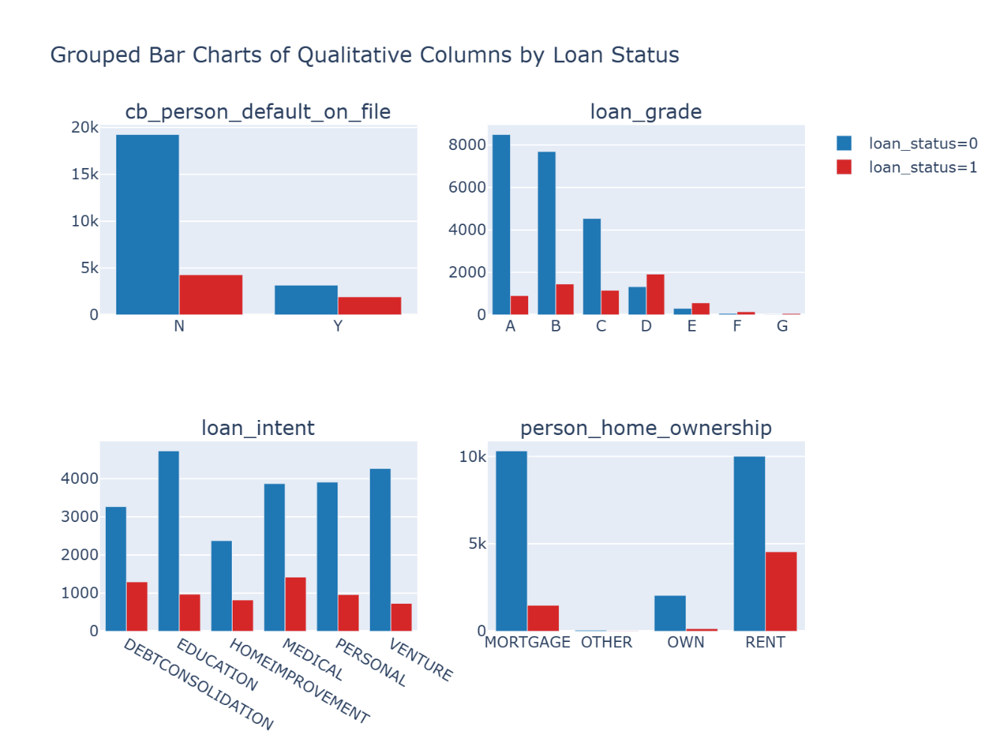 Grouped Bar Charts of Qualitative Columns by Loan Status
cb_person_default_on_file
20k
15k
10k
5k
0
N
Y
loan_grade
8000
6000
4000
2000
0
A
B
C
D
E
F
G
loan_status=0
loan_status=1
loan_intent
4000
3000
2000
1000
0
DEBTCONSOLIDATION
EDUCATION
HOMEIMPROVEMENT
MEDICAL
PERSONAL
VENTURE
person_home_ownership
10k
5k
0
MORTGAGE
OTHER
OWN
RENT